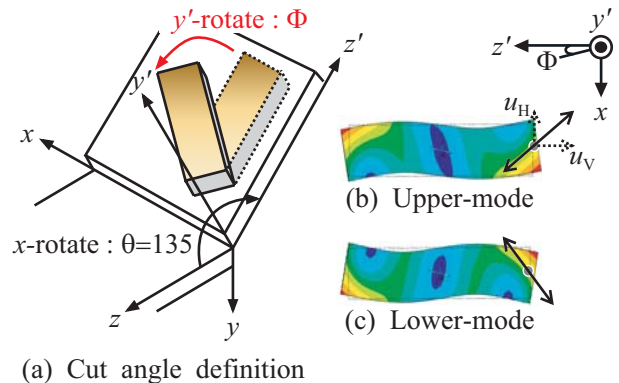 y′-rotate : Φ
z′
y′
x
x-rotate : θ=135
z
y
(a) Cut angle definition
y′
z′
Φ
x
u_H
u_V
(b) Upper-mode
(c) Lower-mode